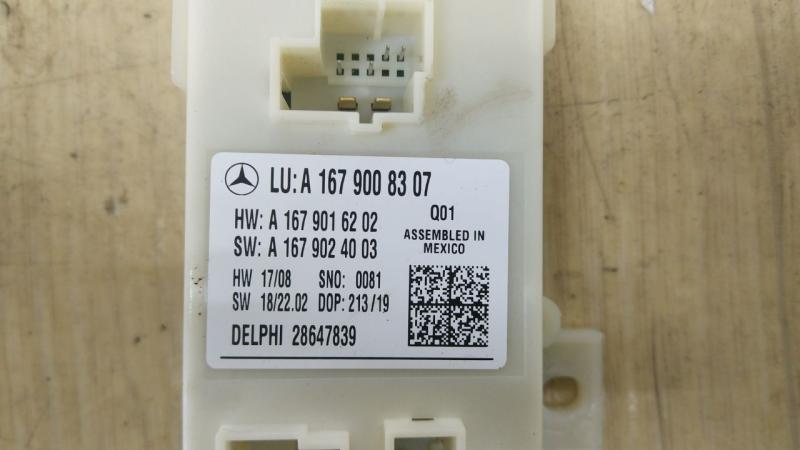 LU: A 167 900 83 07
HW: A 167 901 62 02
SW: A 167 902 40 03
Q01
ASSEMBLED IN
MEXICO
HW 17/08 SNO: 0081
SW 18/22.02 DOP: 213/19
DELPHI 28647839